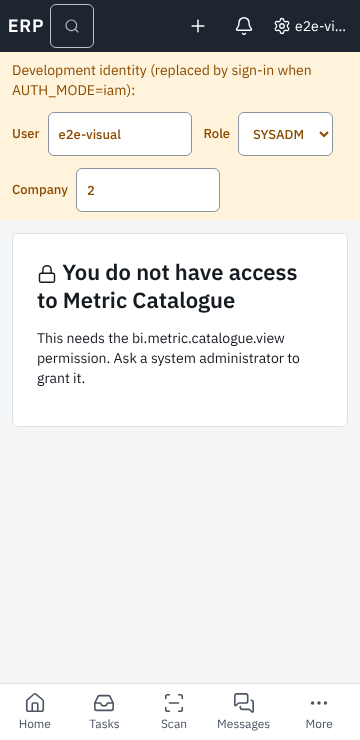 ERP
e2e-vi...
Development identity (replaced by sign-in when
AUTH_MODE=iam):
User e2e-visual Role SYSADM
Company 2
You do not have access
to Metric Catalogue
This needs the bi.metric.catalogue.view
permission. Ask a system administrator to
grant it.
Home Tasks Scan Messages More